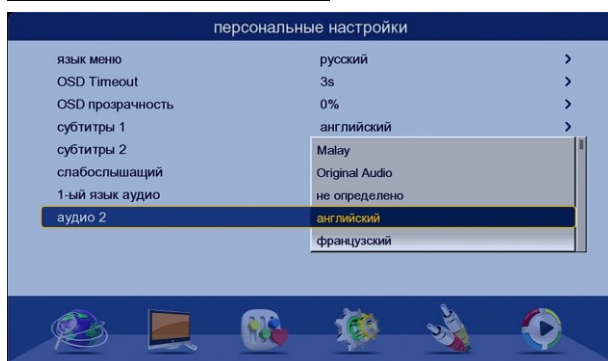 персональные настройки
язык меню русский
OSD Timeout 3s
OSD прозрачность 0%
субтитры 1 английский
субтитры 2 Malay
слабослышащий Original Audio
1-ый язык аудио не определено
аудио 2 английский
французский